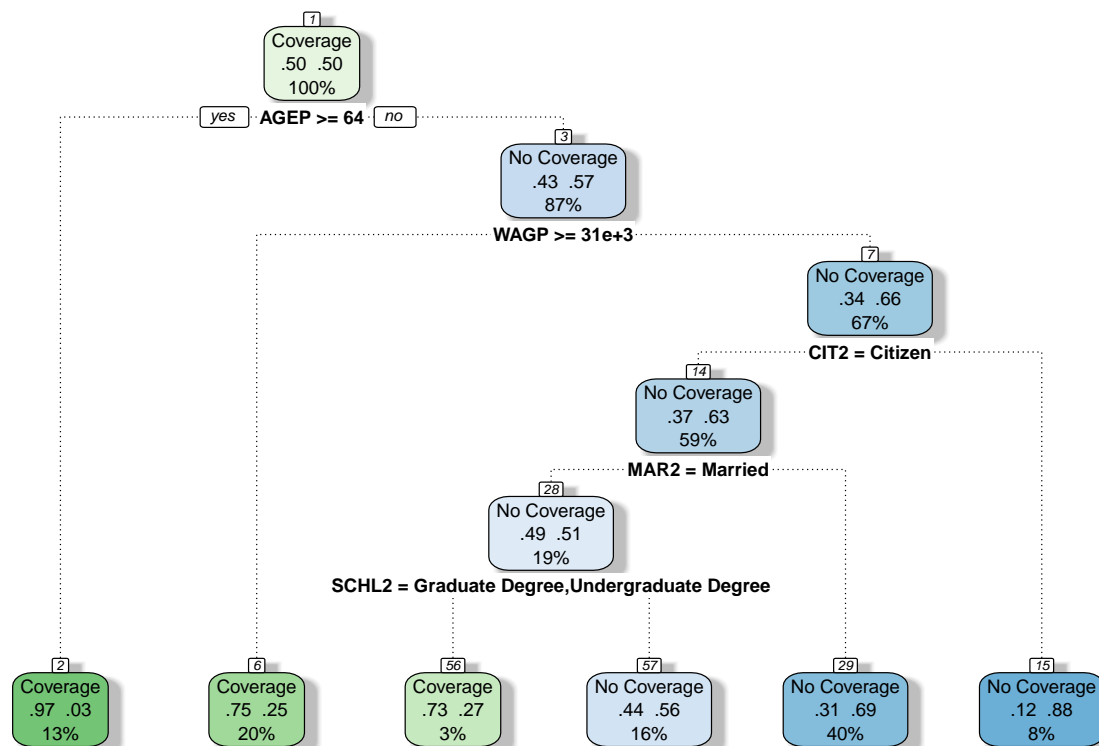 1
Coverage
.50 .50
100%
yes AGEP >= 64 no
3
No Coverage
.43 .57
87%
WAGP >= 31e+3
7
No Coverage
.34 .66
67%
CIT2 = Citizen
14
No Coverage
.37 .63
59%
MAR2 = Married
28
No Coverage
.49 .51
19%
SCHL2 = Graduate Degree,Undergraduate Degree
2
Coverage
.97 .03
13%
6
Coverage
.75 .25
20%
56
Coverage
.73 .27
3%
57
No Coverage
.44 .56
16%
29
No Coverage
.31 .69
40%
15
No Coverage
.12 .88
8%